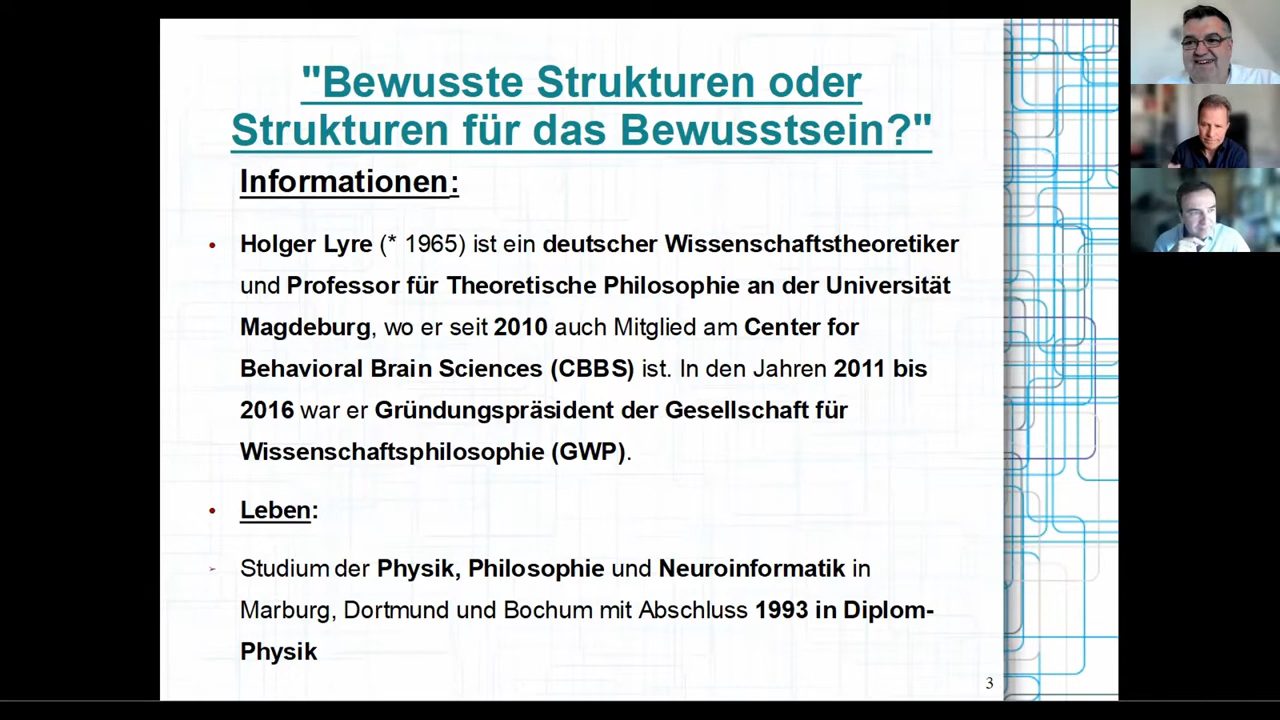 "Bewusste Strukturen oder
Strukturen für das Bewusstsein?"
Informationen:
• Holger Lyre (* 1965) ist ein deutscher Wissenschaftstheoretiker
und Professor für Theoretische Philosophie an der Universität
Magdeburg, wo er seit 2010 auch Mitglied am Center for
Behavioral Brain Sciences (CBBS) ist. In den Jahren 2011 bis
2016 war er Gründungspräsident der Gesellschaft für
Wissenschaftsphilosophie (GWP).
• Leben:
➢ Studium der Physik, Philosophie und Neuroinformatik in
Marburg, Dortmund und Bochum mit Abschluss 1993 in Diplom-
Physik
3